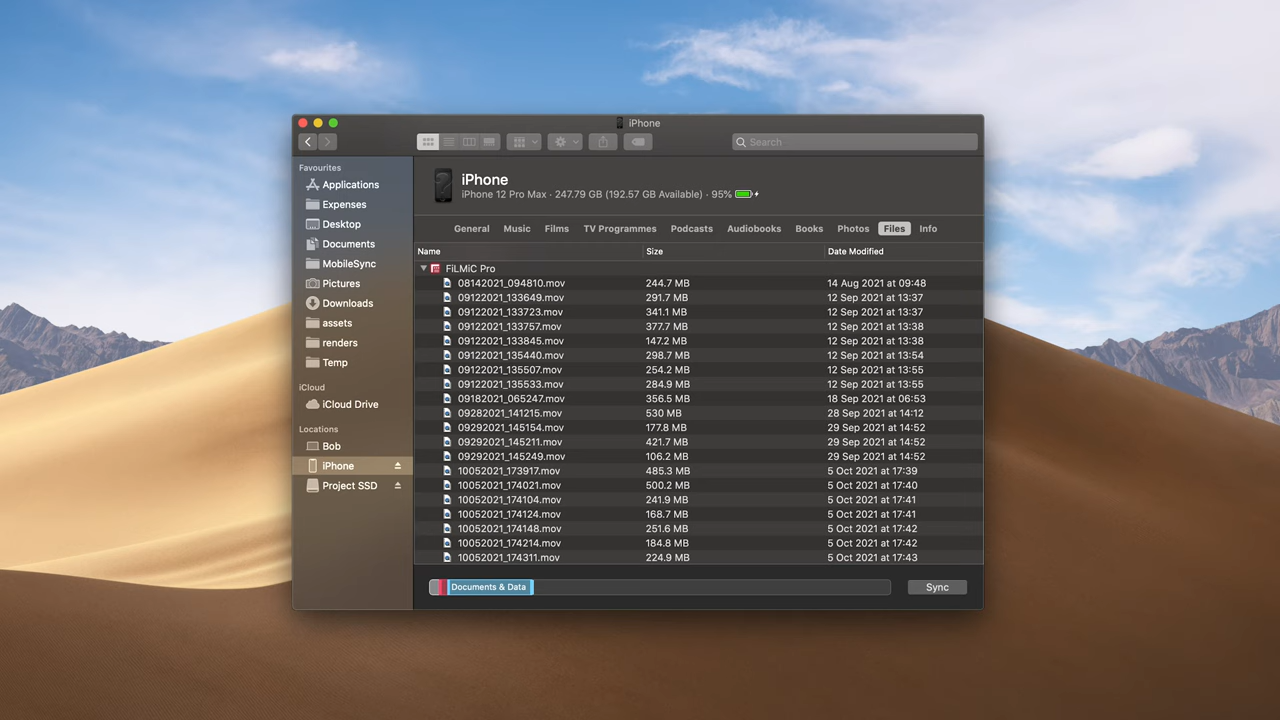 iPhone
Search
Favourites
Applications
Expenses
Desktop
Documents
MobileSync
Pictures
Downloads
assets
renders
Temp
iCloud
iCloud Drive
Locations
Bob
iPhone
Project SSD
iPhone
iPhone 12 Pro Max · 247.79 GB (192.57 GB Available) · 95%
General Music Films TV Programmes Podcasts Audiobooks Books Photos Files Info
Name Size Date Modified
FiLMiC Pro
08142021_094810.mov 244.7 MB 14 Aug 2021 at 09:48
09122021_133649.mov 291.7 MB 12 Sep 2021 at 13:37
09122021_133723.mov 341.1 MB 12 Sep 2021 at 13:37
09122021_133757.mov 377.7 MB 12 Sep 2021 at 13:38
09122021_133845.mov 147.2 MB 12 Sep 2021 at 13:38
09122021_135440.mov 298.7 MB 12 Sep 2021 at 13:54
09122021_135507.mov 254.2 MB 12 Sep 2021 at 13:55
09122021_135533.mov 284.9 MB 12 Sep 2021 at 13:55
09182021_065247.mov 356.5 MB 18 Sep 2021 at 06:53
09282021_141215.mov 530 MB 28 Sep 2021 at 14:12
09292021_145154.mov 177.8 MB 29 Sep 2021 at 14:52
09292021_145211.mov 421.7 MB 29 Sep 2021 at 14:52
09292021_145249.mov 106.2 MB 29 Sep 2021 at 14:52
10052021_173917.mov 485.3 MB 5 Oct 2021 at 17:39
10052021_174021.mov 500.2 MB 5 Oct 2021 at 17:40
10052021_174104.mov 241.9 MB 5 Oct 2021 at 17:41
10052021_174124.mov 168.7 MB 5 Oct 2021 at 17:41
10052021_174148.mov 251.6 MB 5 Oct 2021 at 17:42
10052021_174214.mov 184.8 MB 5 Oct 2021 at 17:42
10052021_174311.mov 224.9 MB 5 Oct 2021 at 17:43
Documents & Data
Sync